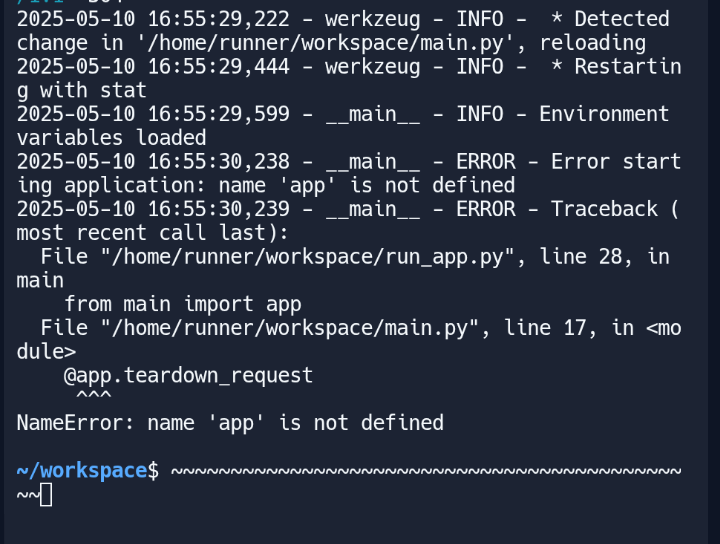 2025-05-10 16:55:29,222 - werkzeug - INFO -  * Detected
change in '/home/runner/workspace/main.py', reloading
2025-05-10 16:55:29,444 - werkzeug - INFO -  * Restartin
g with stat
2025-05-10 16:55:29,599 - __main__ - INFO - Environment
variables loaded
2025-05-10 16:55:30,238 - __main__ - ERROR - Error start
ing application: name 'app' is not defined
2025-05-10 16:55:30,239 - __main__ - ERROR - Traceback (
most recent call last):
  File "/home/runner/workspace/run_app.py", line 28, in
main
    from main import app
  File "/home/runner/workspace/main.py", line 17, in <mo
dule>
    @app.teardown_request
     ^^^
NameError: name 'app' is not defined
~/workspace$ ~~~~~~~~~~~~~~~~~~~~~~~~~~~~~~~~~~~~~~~~~~~
~~